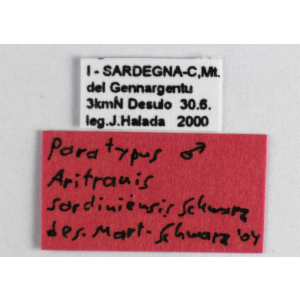 I - SARDEGNA-C, Mt.
del Gennargentu
3kmN Desulo 30.6.
leg.J.Halada 2000
Paratypus ♂
Aritranis
sardiniensis Schwarz
des. Mart. Schwarz '04